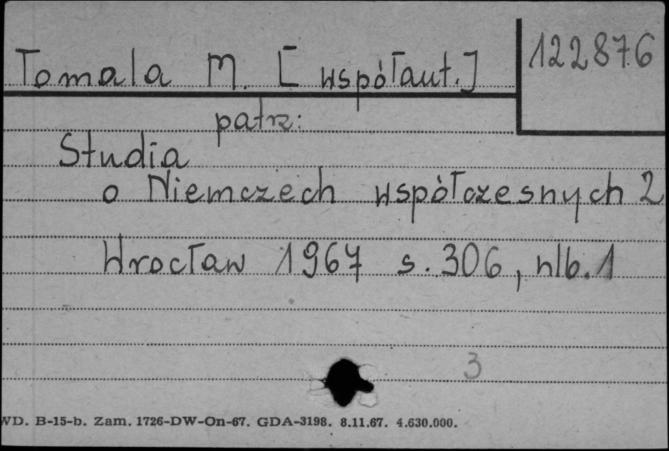 Tomala M. [współaut.]
122876
patrz:
Studia
o Niemczech współczesnych 2
Wrocław 1967 s. 306, nlb. 1
3
WD. B-15-b. Zam. 1726-DW-On-67. GDA-3198. 8.11.67. 4.630.000.